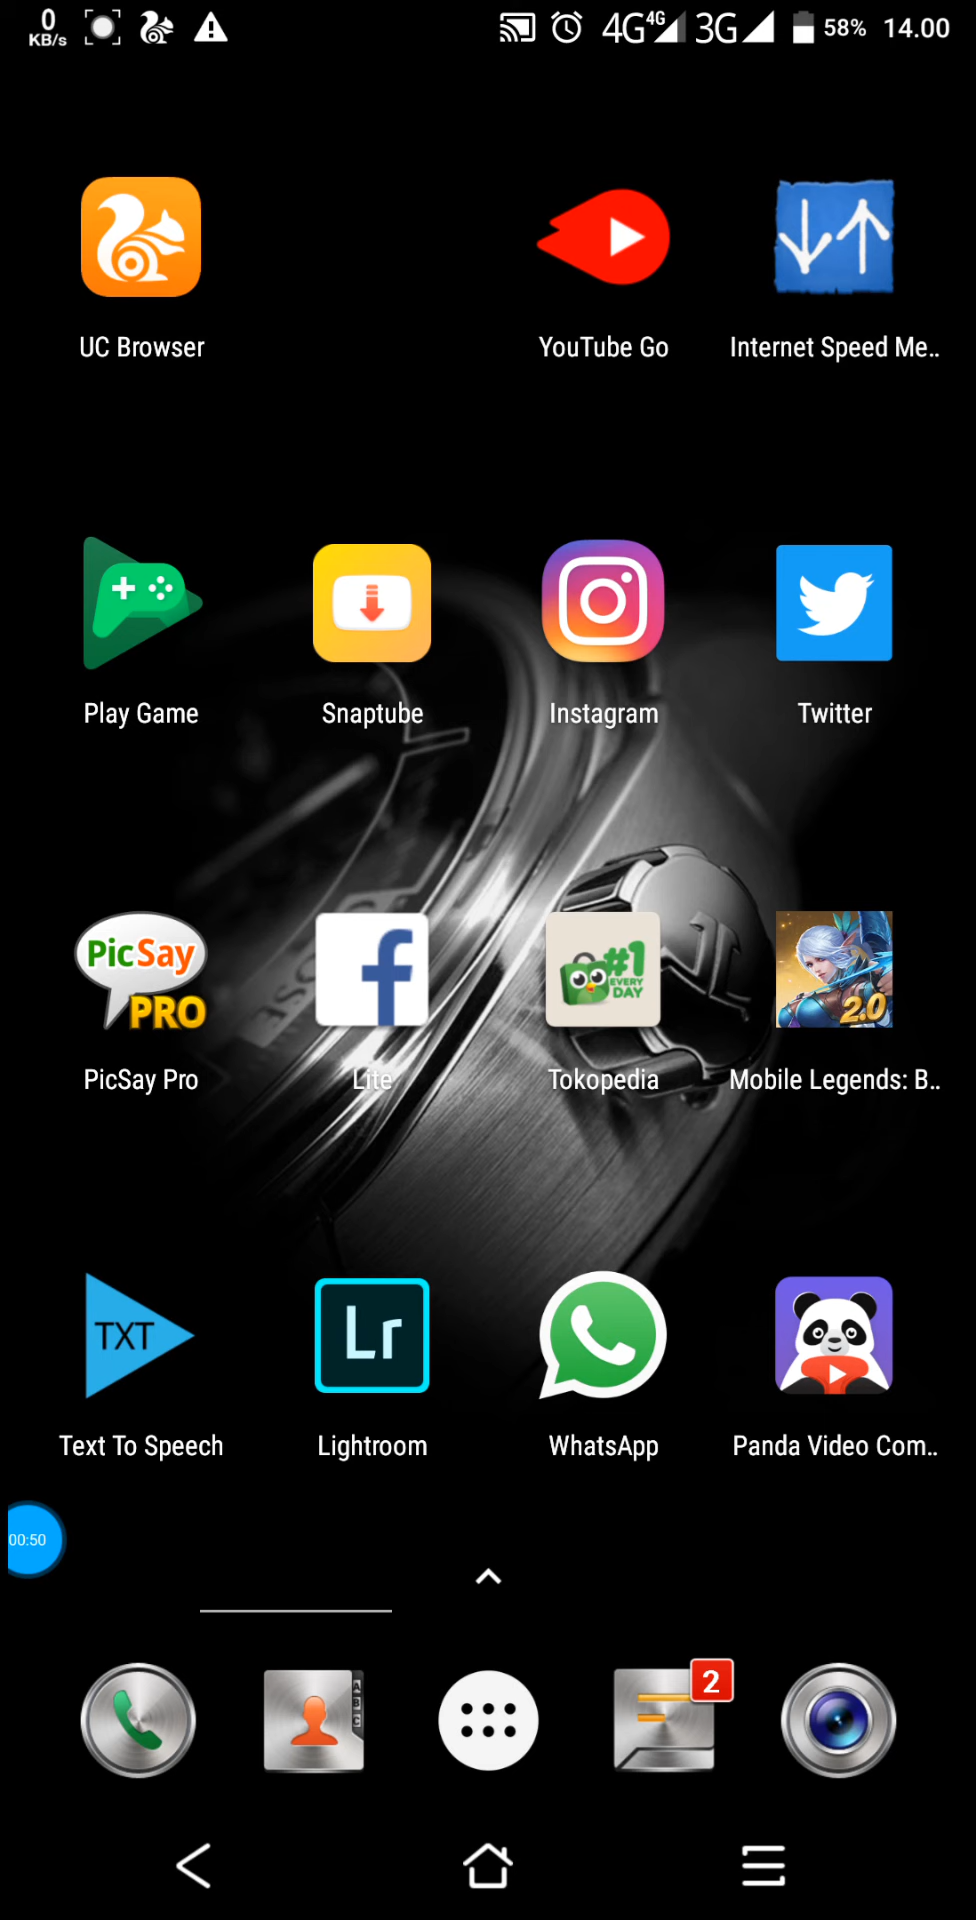 0
KB/s
4G 4G 3G 58% 14.00
UC Browser
YouTube Go
Internet Speed Me..
Play Game
Snaptube
Instagram
Twitter
PicSay
PRO
#1
EVERY
DAY
2.0
PicSay Pro
Lite
Tokopedia
Mobile Legends: B..
TXT
Lr
Text To Speech
Lightroom
WhatsApp
Panda Video Com..
00:50
A
B
C
2